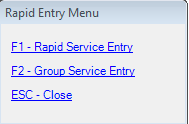 Rapid Entry Menu
F1 - Rapid Service Entry
F2 - Group Service Entry
ESC - Close